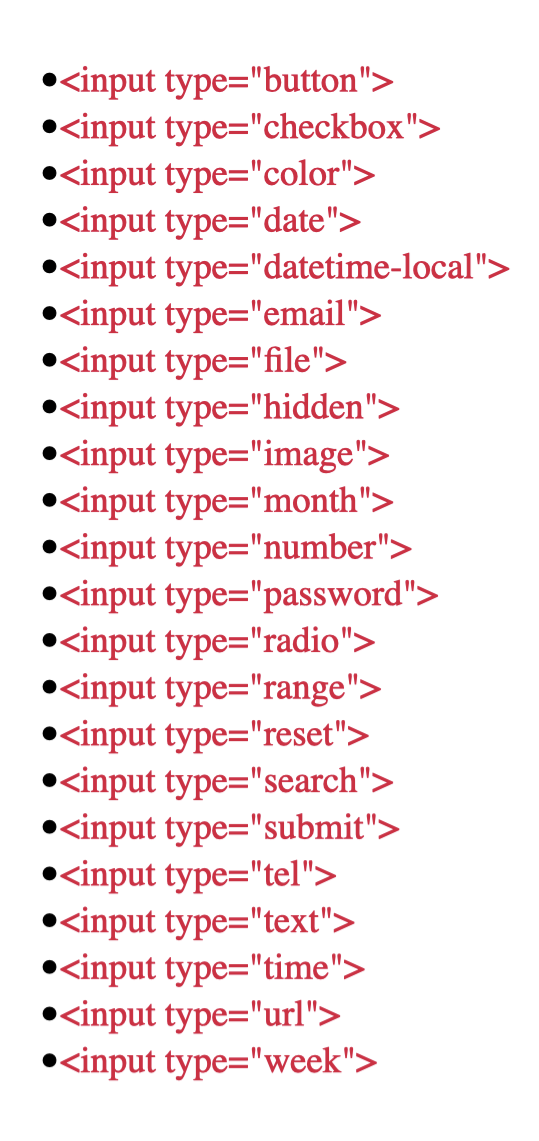 •<input type="button">
•<input type="checkbox">
•<input type="color">
•<input type="date">
•<input type="datetime-local">
•<input type="email">
•<input type="file">
•<input type="hidden">
•<input type="image">
•<input type="month">
•<input type="number">
•<input type="password">
•<input type="radio">
•<input type="range">
•<input type="reset">
•<input type="search">
•<input type="submit">
•<input type="tel">
•<input type="text">
•<input type="time">
•<input type="url">
•<input type="week">